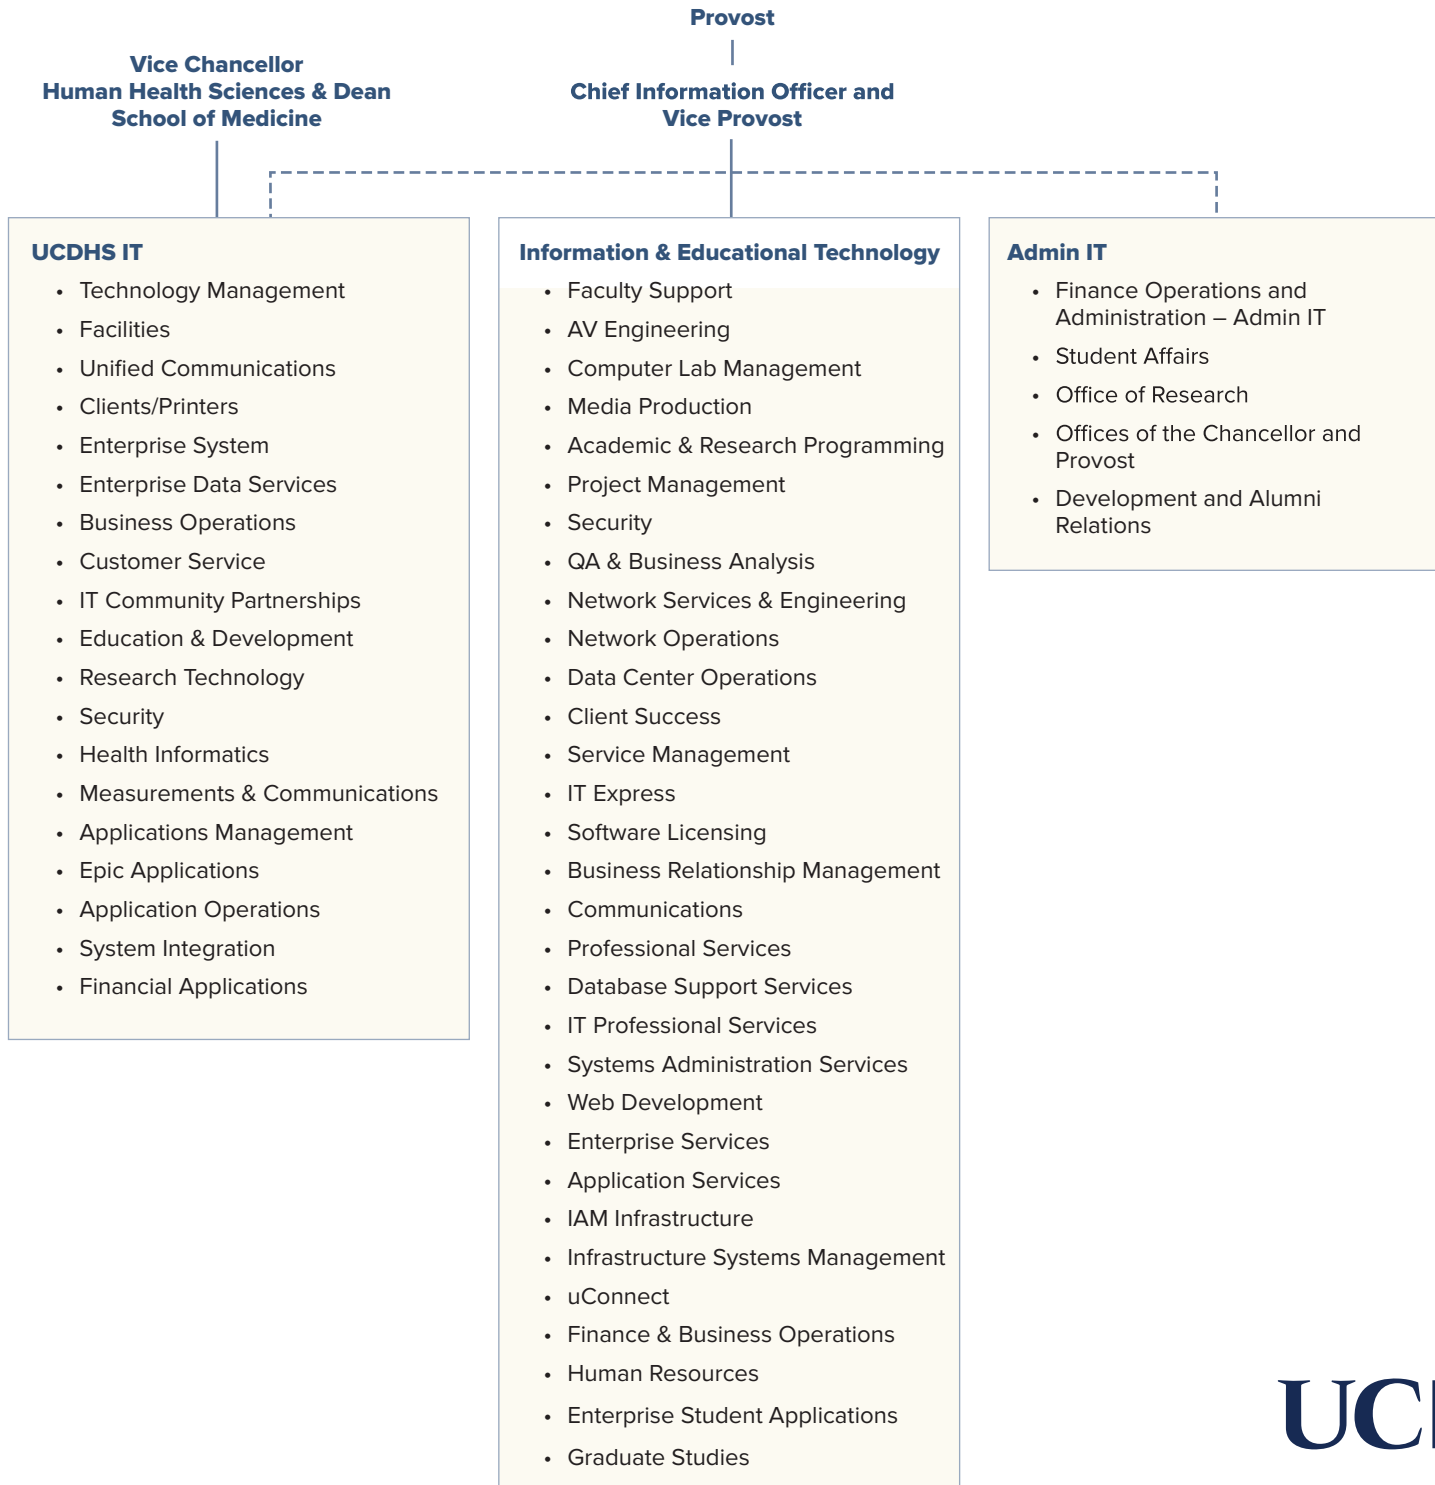 Provost
Vice Chancellor
Human Health Sciences & Dean
School of Medicine
Chief Information Officer and
Vice Provost
UCDHS IT
• Technology Management
• Facilities
• Unified Communications
• Clients/Printers
• Enterprise System
• Enterprise Data Services
• Business Operations
• Customer Service
• IT Community Partnerships
• Education & Development
• Research Technology
• Security
• Health Informatics
• Measurements & Communications
• Applications Management
• Epic Applications
• Application Operations
• System Integration
• Financial Applications
Information & Educational Technology
• Faculty Support
• AV Engineering
• Computer Lab Management
• Media Production
• Academic & Research Programming
• Project Management
• Security
• QA & Business Analysis
• Network Services & Engineering
• Network Operations
• Data Center Operations
• Client Success
• Service Management
• IT Express
• Software Licensing
• Business Relationship Management
• Communications
• Professional Services
• Database Support Services
• IT Professional Services
• Systems Administration Services
• Web Development
• Enterprise Services
• Application Services
• IAM Infrastructure
• Infrastructure Systems Management
• uConnect
• Finance & Business Operations
• Human Resources
• Enterprise Student Applications
• Graduate Studies
Admin IT
• Finance Operations and
Administration – Admin IT
• Student Affairs
• Office of Research
• Offices of the Chancellor and
Provost
• Development and Alumni
Relations
UC